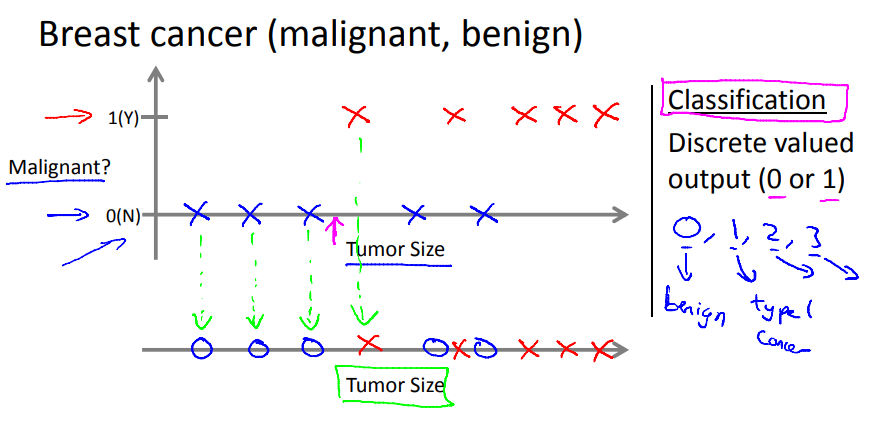 Breast cancer (malignant, benign)
1(Y)
Malignant?
0(N)
Tumor Size
Tumor Size
Classification
Discrete valued
output (0 or 1)
0, 1, 2, 3
benign type 1
cancer